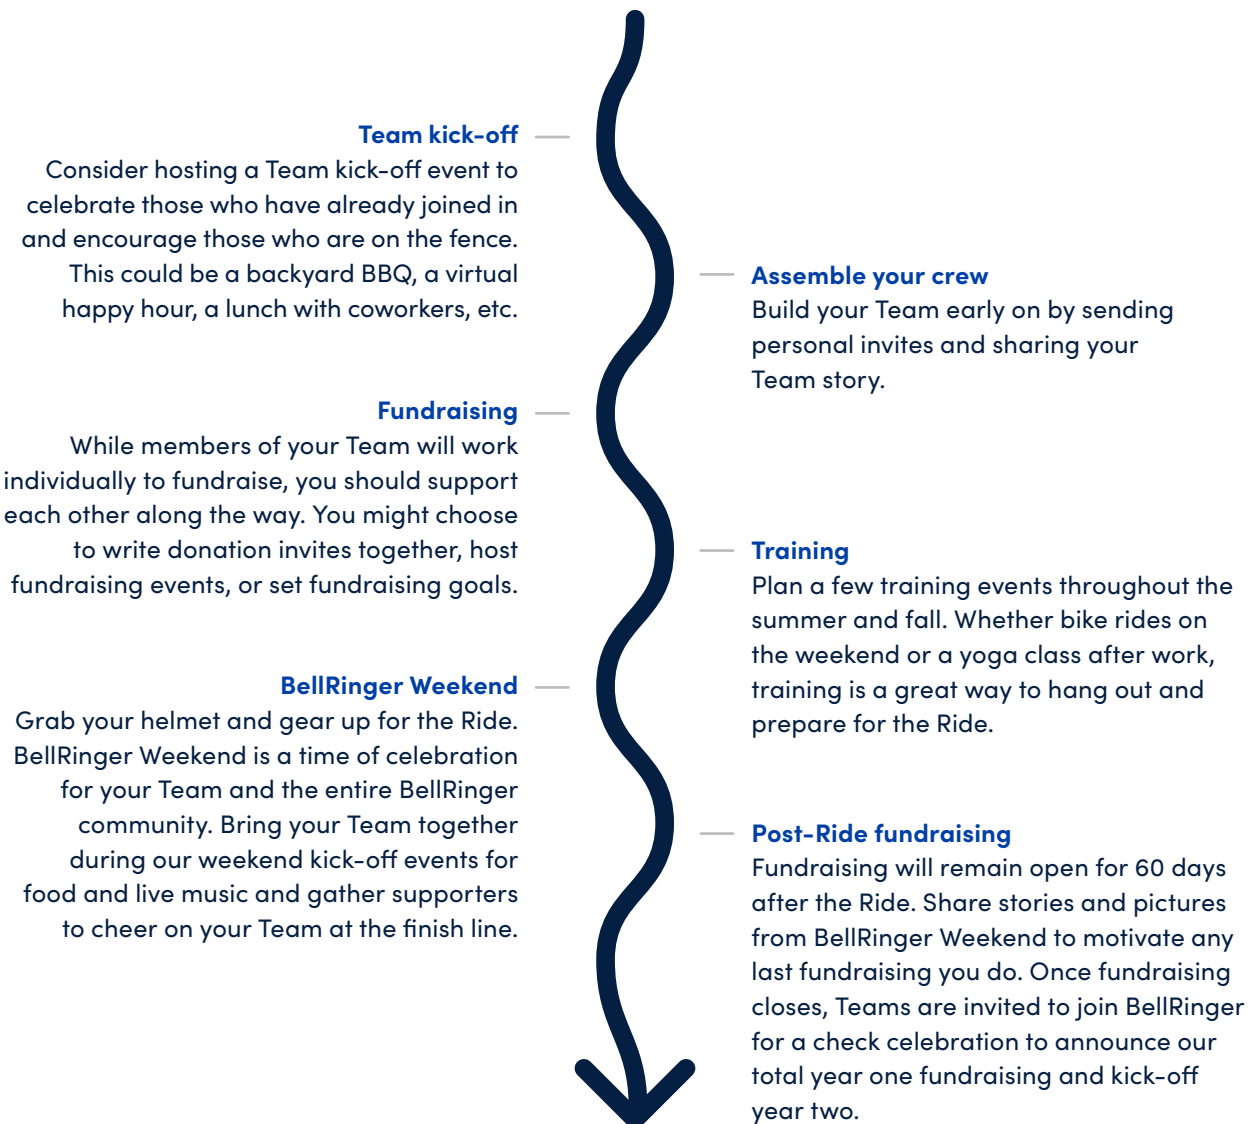 Team kick-off
Consider hosting a Team kick-off event to
celebrate those who have already joined in
and encourage those who are on the fence.
This could be a backyard BBQ, a virtual
happy hour, a lunch with coworkers, etc.
Assemble your crew
Build your Team early on by sending
personal invites and sharing your
Team story.
Fundraising
While members of your Team will work
individually to fundraise, you should support
each other along the way. You might choose
to write donation invites together, host
fundraising events, or set fundraising goals.
Training
Plan a few training events throughout the
summer and fall. Whether bike rides on
the weekend or a yoga class after work,
training is a great way to hang out and
prepare for the Ride.
BellRinger Weekend
Grab your helmet and gear up for the Ride.
BellRinger Weekend is a time of celebration
for your Team and the entire BellRinger
community. Bring your Team together
during our weekend kick-off events for
food and live music and gather supporters
to cheer on your Team at the finish line.
Post-Ride fundraising
Fundraising will remain open for 60 days
after the Ride. Share stories and pictures
from BellRinger Weekend to motivate any
last fundraising you do. Once fundraising
closes, Teams are invited to join BellRinger
for a check celebration to announce our
total year one fundraising and kick-off
year two.